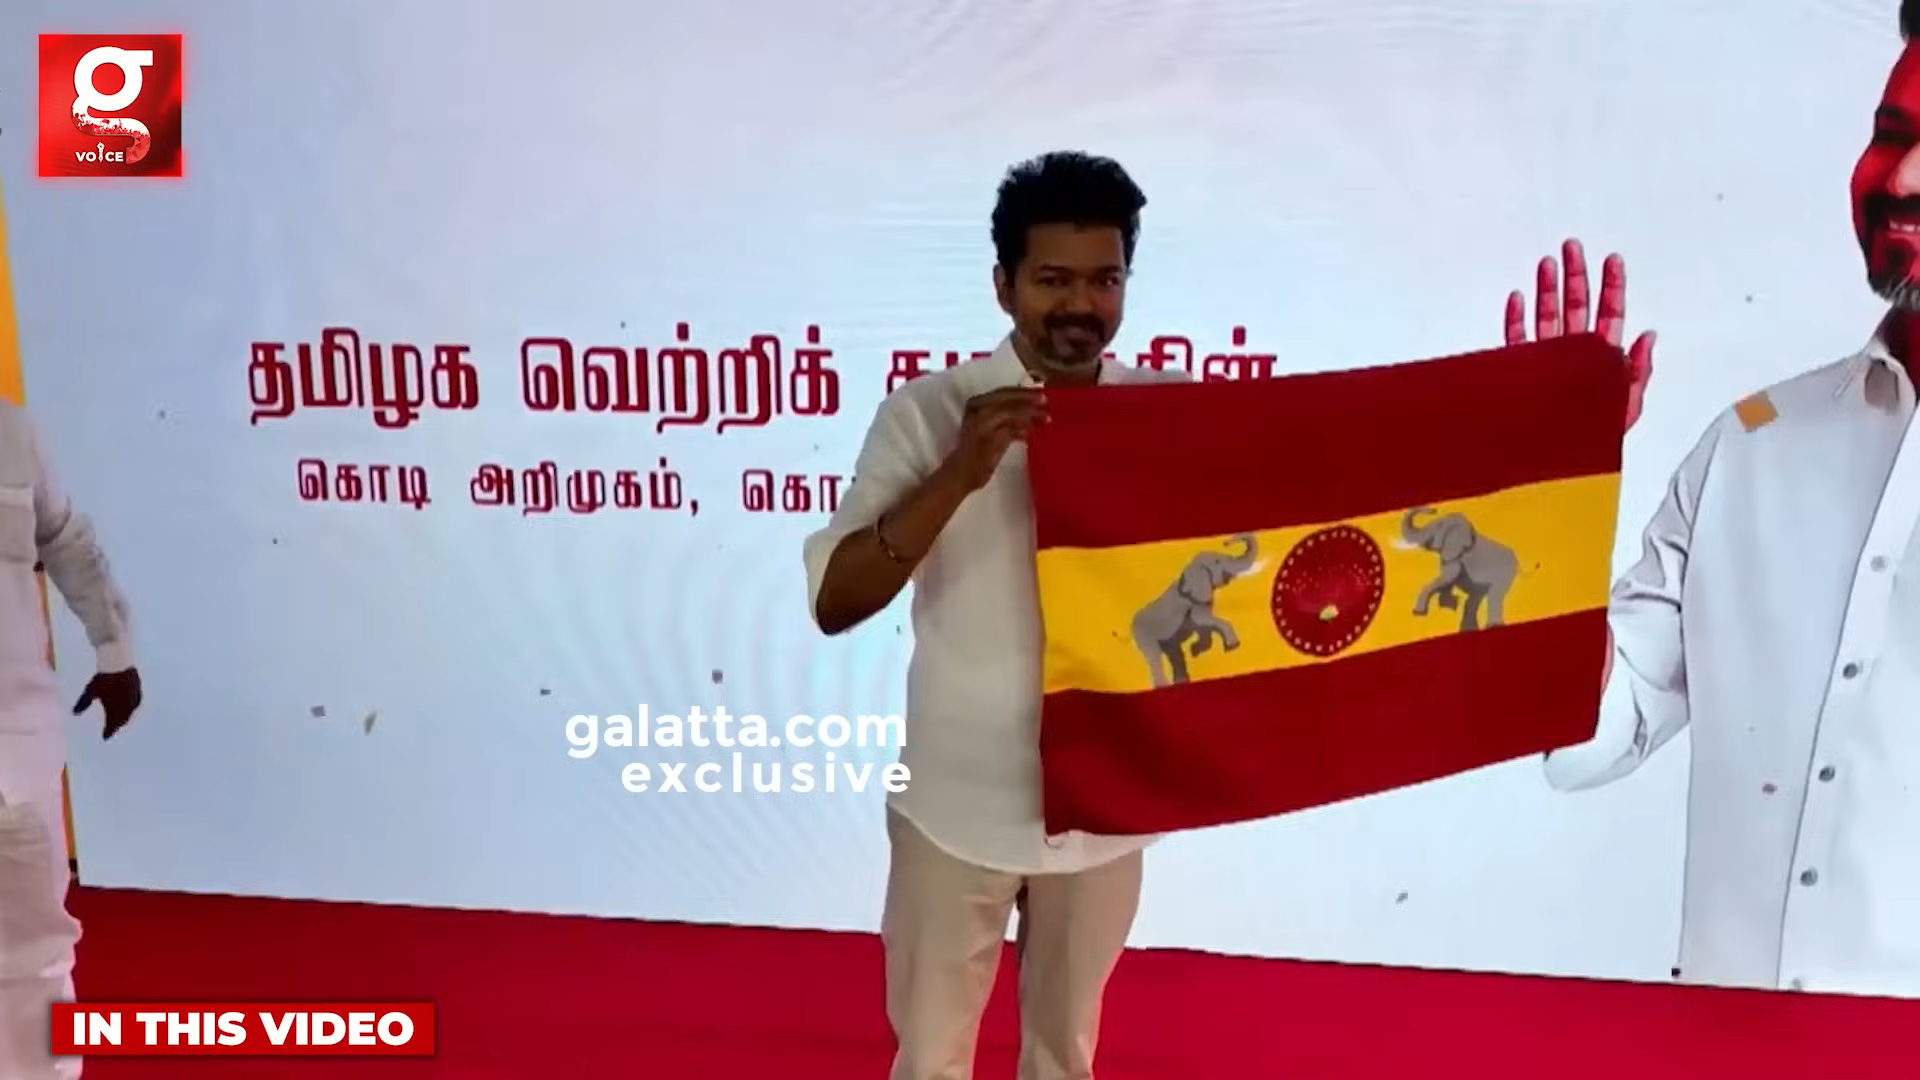 g
VOICE
தமிழக வெற்றிக்
கொடி அறிமுகம்,
galatta.com
exclusive
IN THIS VIDEO